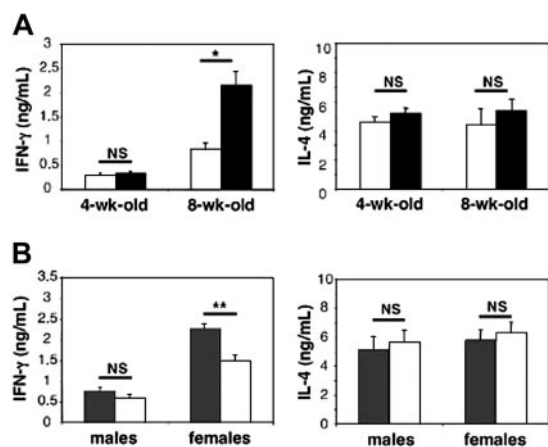 A
IFN-γ (ng/mL)
3
2.5
2
1.5
1
0.5
0
NS
*
4-wk-old 8-wk-old
IL-4 (ng/mL)
10
8
6
4
2
0
NS NS
4-wk-old 8-wk-old
B
IFN-γ (ng/mL)
3.5
3
2.5
2
1.5
1
0.5
0
NS
**
males females
IL-4 (ng/mL)
10
8
6
4
2
0
NS NS
males females